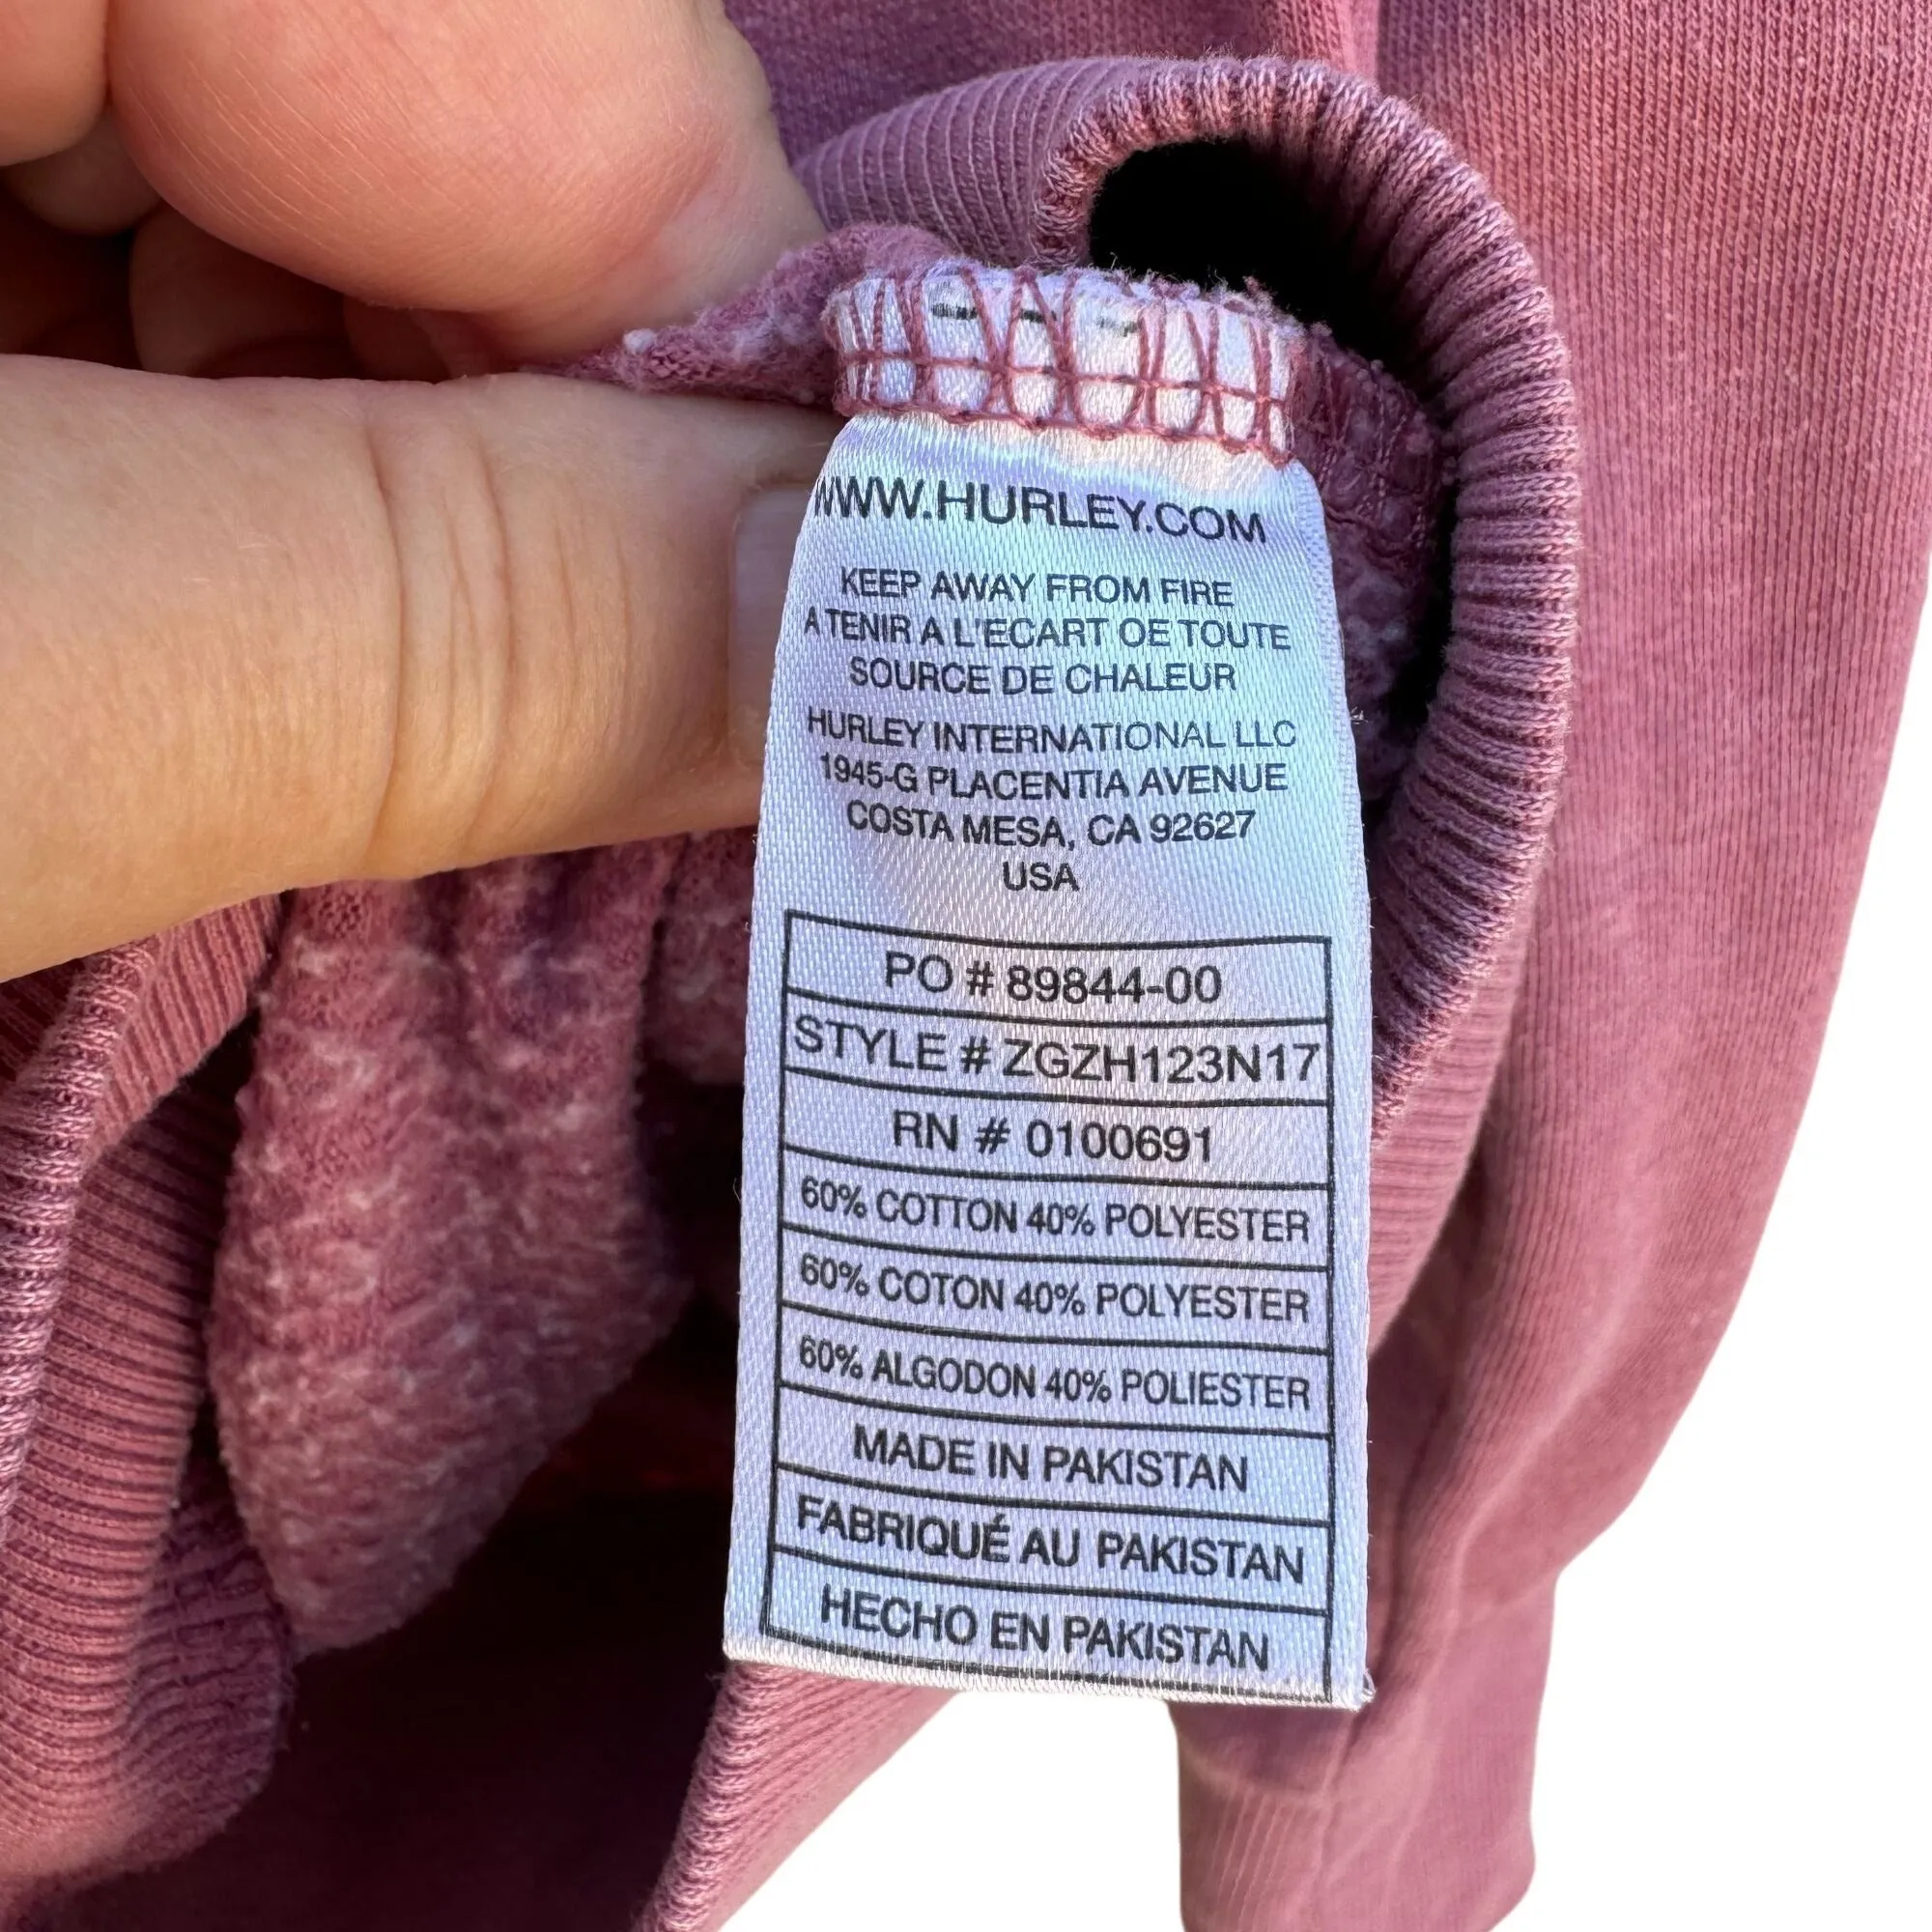 WWW.HURLEY.COM
KEEP AWAY FROM FIRE
A TENIR A L'ECART OE TOUTE
SOURCE DE CHALEUR
HURLEY INTERNATIONAL LLC
1945-G PLACENTIA AVENUE
COSTA MESA, CA 92627
USA
PO # 89844-00
STYLE # ZGZH123N17
RN # 0100691
60% COTTON 40% POLYESTER
60% COTON 40% POLYESTER
60% ALGODON 40% POLIESTER
MADE IN PAKISTAN
FABRIQUÉ AU PAKISTAN
HECHO EN PAKISTAN